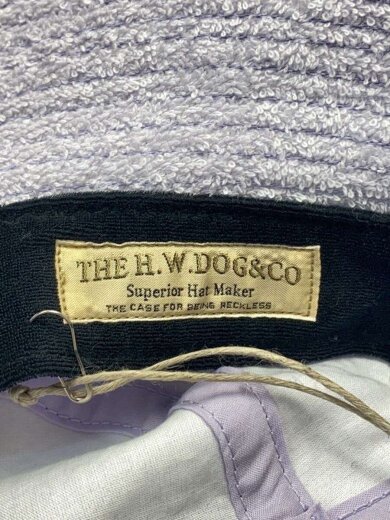 THE H.W.DOG&CO
Superior Hat Maker
THE CASE FOR BEING RECKLESS